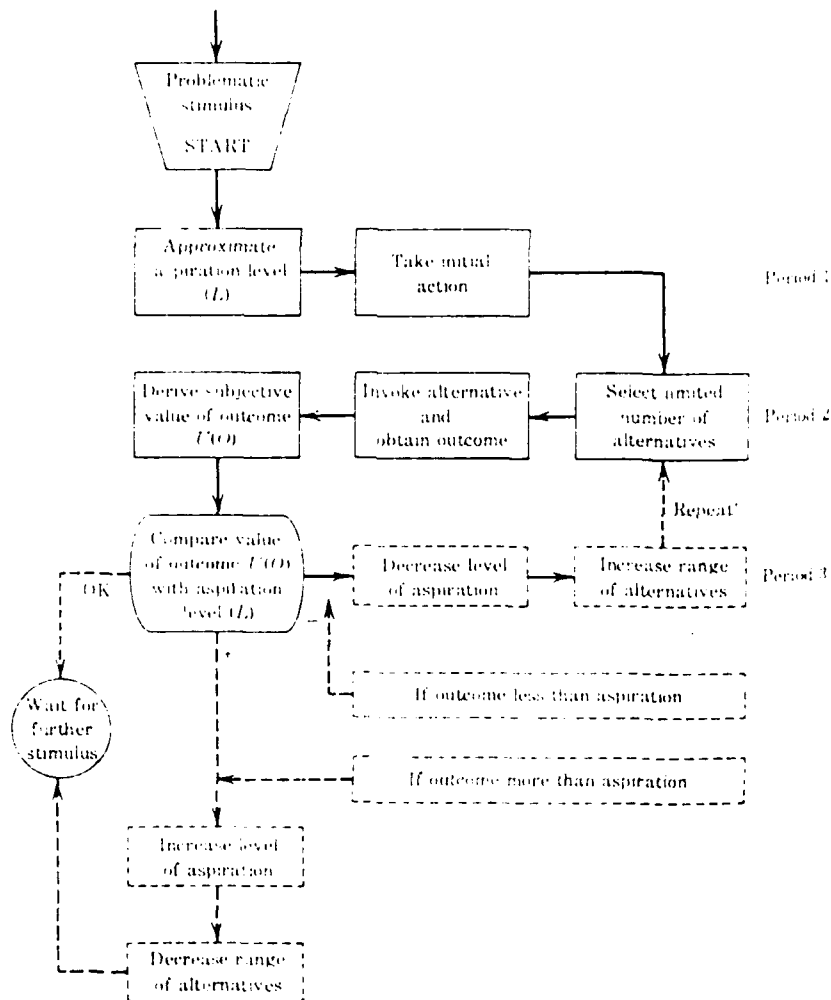 Problematic
stimulus
START
Approximate
a piration level
(L)
Take initial
action
Period
Derive subjective
value of outcome
U(O)
Invoke alternative
and
obtain outcome
Select limited
number of
alternatives
Period 2
Repeat
Compare value
of outcome U(O)
with aspiration
level (L)
OK
−
+
Decrease level
of aspiration
Increase range
of alternatives
Period 3
If outcome less than aspiration
Wait for
further
stimulus
If outcome more than aspiration
Increase level
of aspiration
Decrease range
of alternatives